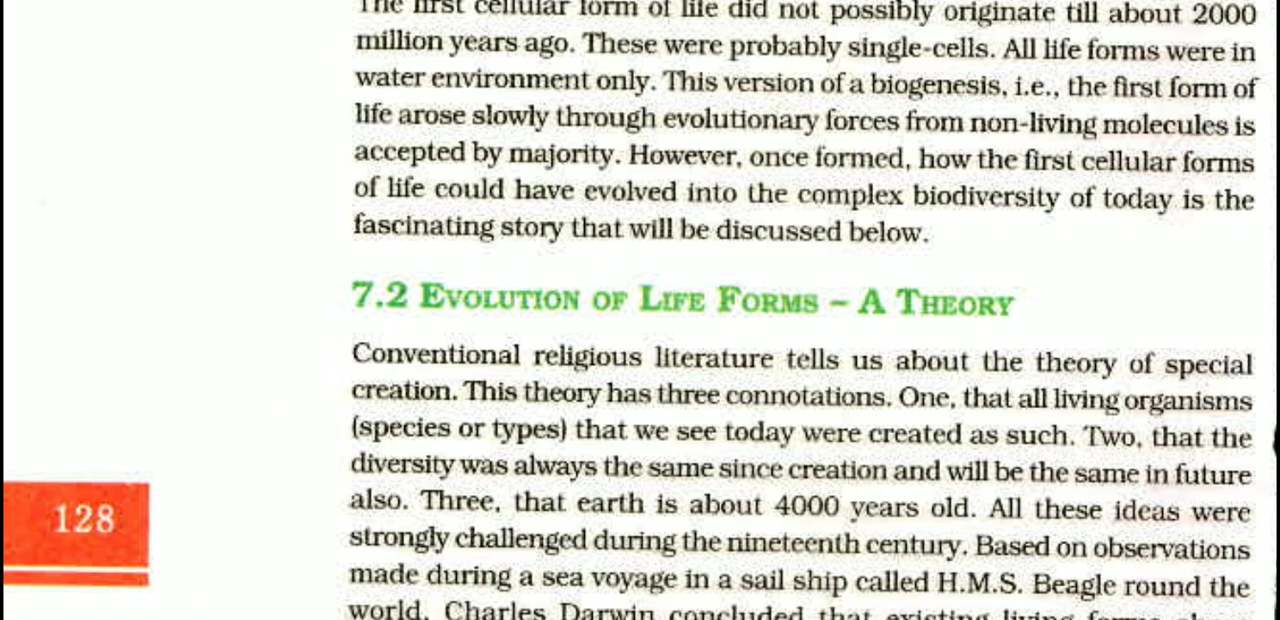 The first cellular form of life did not possibly originate till about 2000
million years ago. These were probably single-cells. All life forms were in
water environment only. This version of a biogenesis, i.e., the first form of
life arose slowly through evolutionary forces from non-living molecules is
accepted by majority. However, once formed, how the first cellular forms
of life could have evolved into the complex biodiversity of today is the
fascinating story that will be discussed below.
7.2 EVOLUTION OF LIFE FORMS – A THEORY
Conventional religious literature tells us about the theory of special
creation. This theory has three connotations. One, that all living organisms
(species or types) that we see today were created as such. Two, that the
diversity was always the same since creation and will be the same in future
also. Three, that earth is about 4000 years old. All these ideas were
strongly challenged during the nineteenth century. Based on observations
made during a sea voyage in a sail ship called H.M.S. Beagle round the
world, Charles Darwin concluded that existing living forms share
128